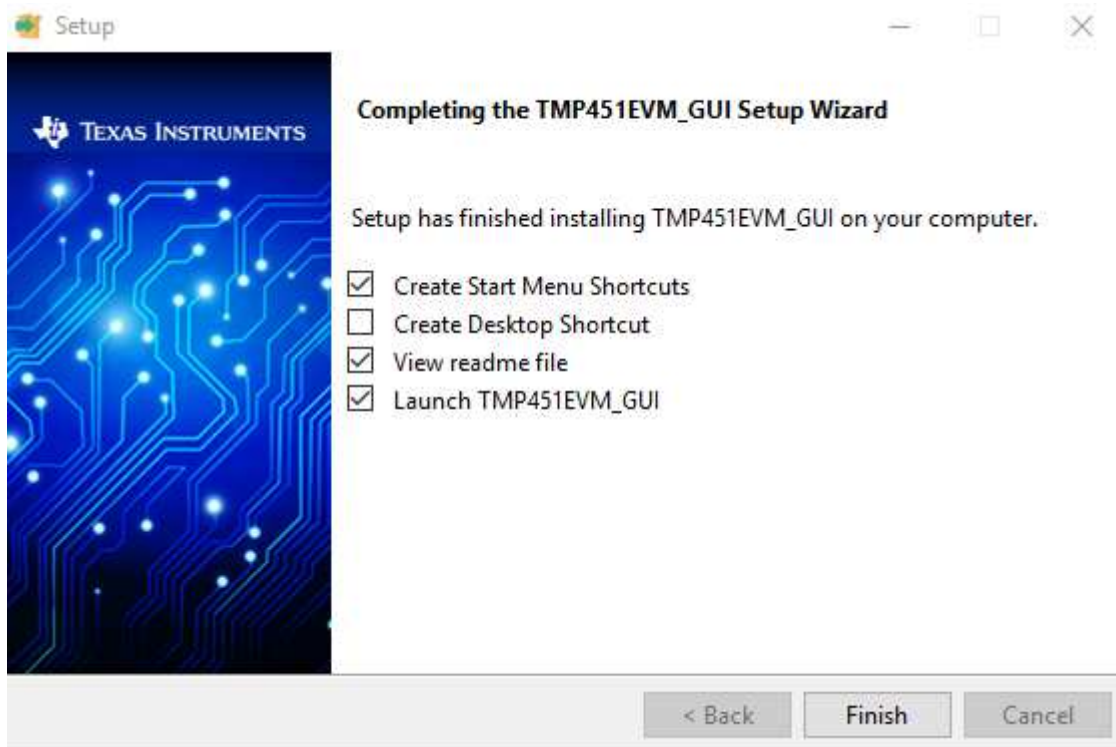 Setup
TEXAS INSTRUMENTS
Completing the TMP451EVM_GUI Setup Wizard
Setup has finished installing TMP451EVM_GUI on your computer.
Create Start Menu Shortcuts
Create Desktop Shortcut
View readme file
Launch TMP451EVM_GUI
< Back
Finish
Cancel